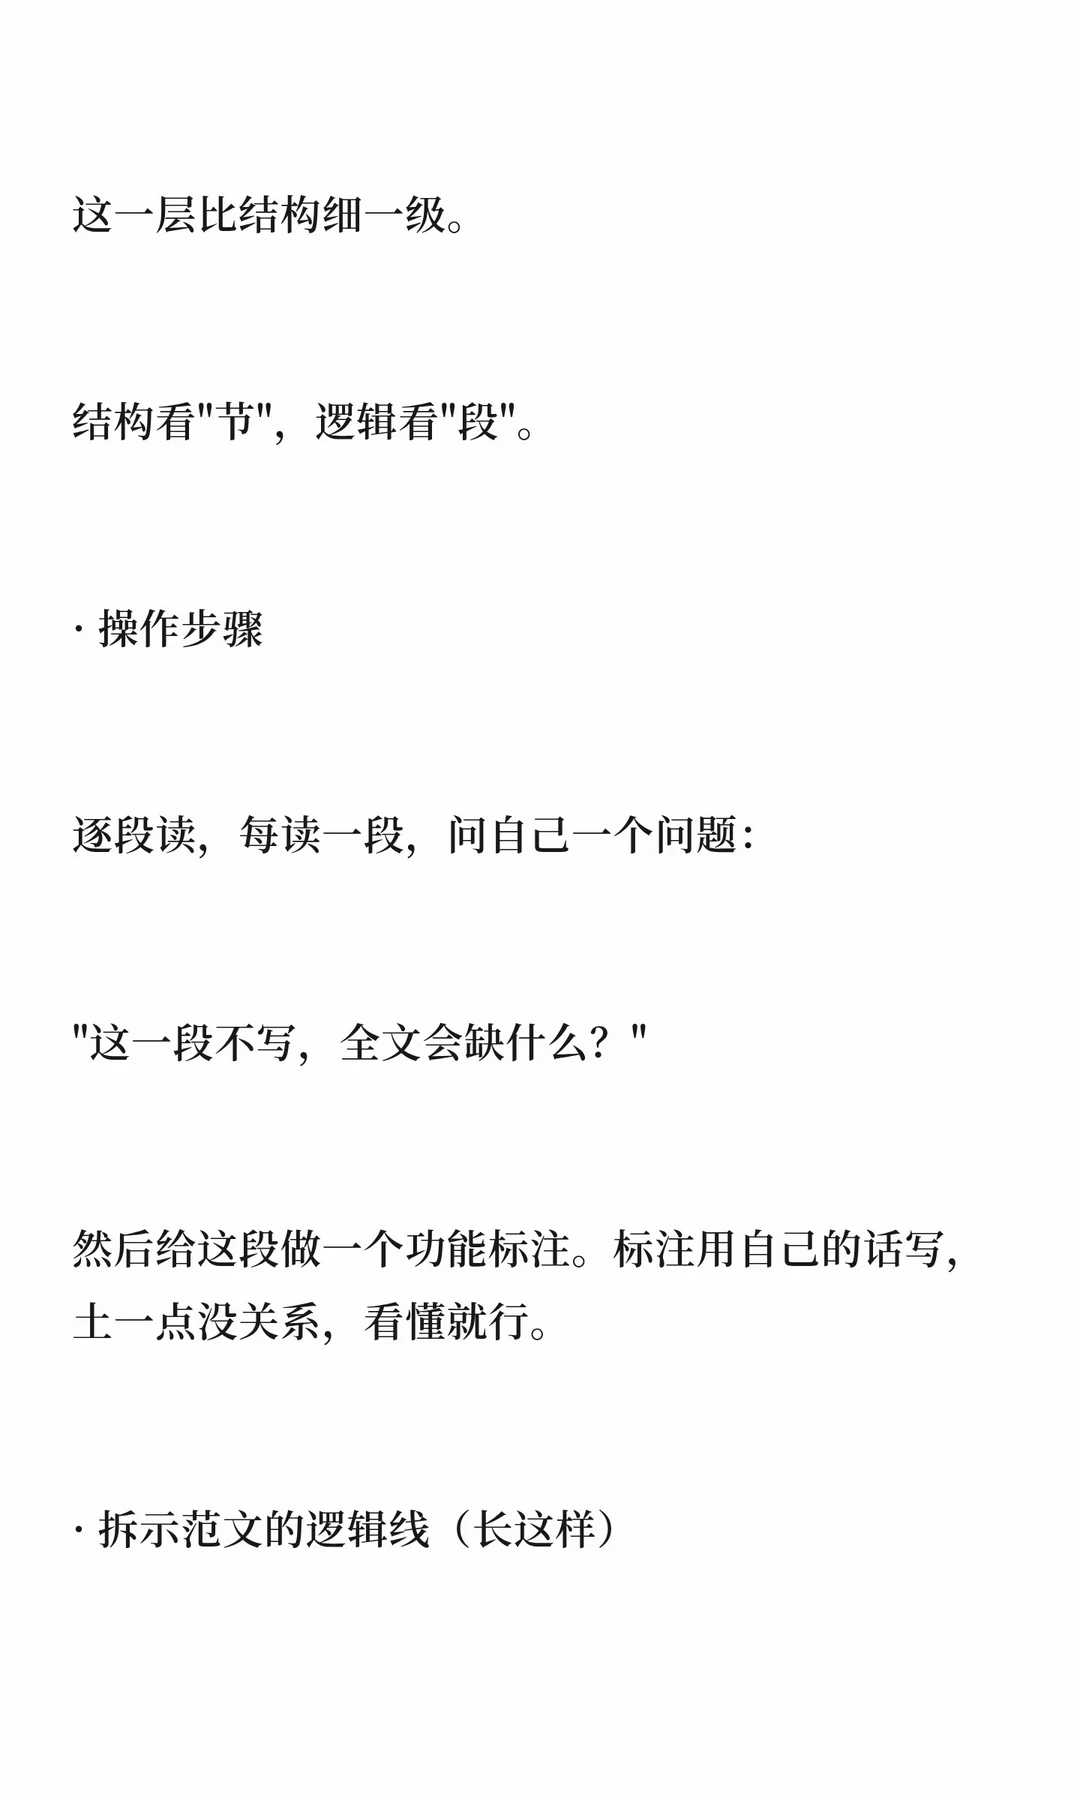 这一层比结构细一级。
结构看"节"，逻辑看"段"。
· 操作步骤
逐段读，每读一段，问自己一个问题：
"这一段不写，全文会缺什么？"
然后给这段做一个功能标注。标注用自己的话写，
土一点没关系，看懂就行。
· 拆示范文的逻辑线（长这样）